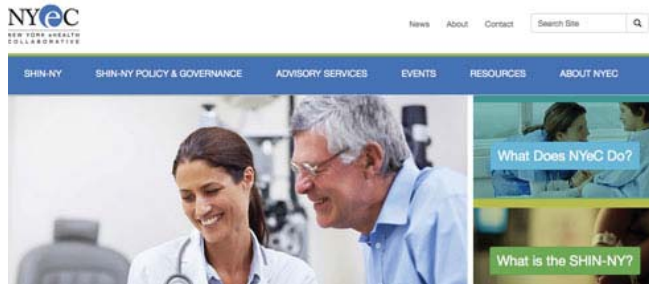 NYeC
NEW YORK eHEALTH
COLLABORATIVE
News About Contact Search Site
SHIN-NY SHIN-NY POLICY & GOVERNANCE ADVISORY SERVICES EVENTS RESOURCES ABOUT NYEC
What Does NYeC Do?
What is the SHIN-NY?